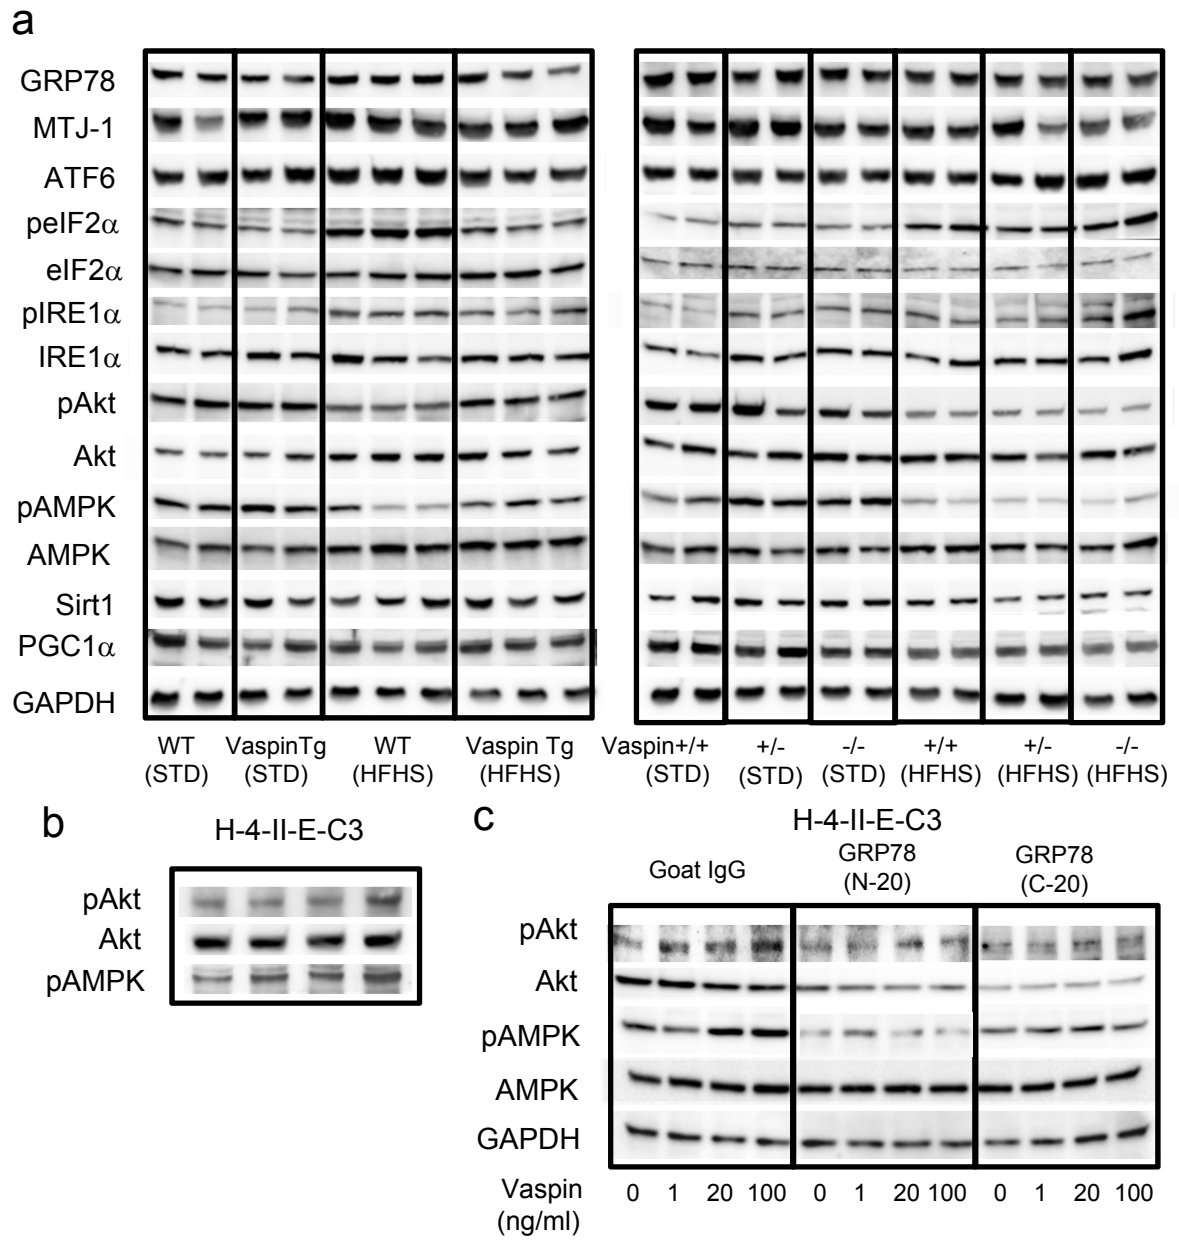 a
GRP78
MTJ-1
ATF6
peIF2α
eIF2α
pIRE1α
IRE1α
pAkt
Akt
pAMPK
AMPK
Sirt1
PGC1α
GAPDH
WT VaspinTg WT Vaspin Tg Vaspin+/+ +/- -/- +/+ +/- -/-
(STD) (STD) (HFHS) (HFHS) (STD) (STD) (STD) (HFHS) (HFHS) (HFHS)
b
H-4-II-E-C3
pAkt
Akt
pAMPK
c
H-4-II-E-C3
Goat IgG
GRP78
(N-20)
GRP78
(C-20)
pAkt
Akt
pAMPK
AMPK
GAPDH
Vaspin 0 1 20 100 0 1 20 100 0 1 20 100
(ng/ml)